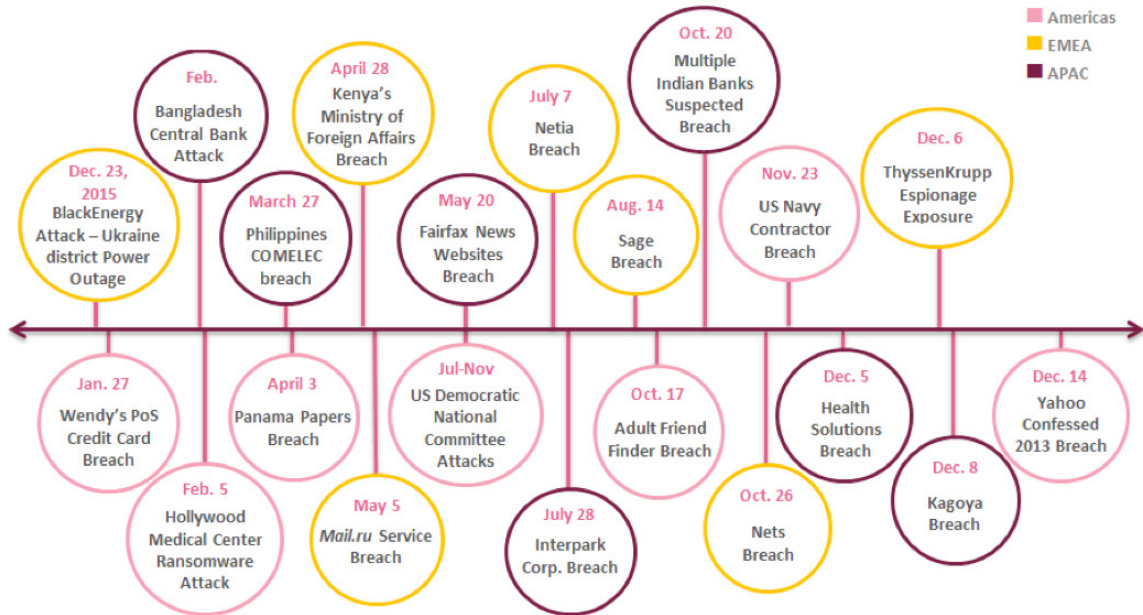 Americas
EMEA
APAC
Dec. 23,
2015
BlackEnergy
Attack – Ukraine
district Power
Outage
Feb.
Bangladesh
Central Bank
Attack
March 27
Philippines
COMELEC
breach
April 28
Kenya's
Ministry of
Foreign Affairs
Breach
May 20
Fairfax News
Websites
Breach
July 7
Netia
Breach
Aug. 14
Sage
Breach
Oct. 20
Multiple
Indian Banks
Suspected
Breach
Nov. 23
US Navy
Contractor
Breach
Dec. 6
ThyssenKrupp
Espionage
Exposure
Jan. 27
Wendy's PoS
Credit Card
Breach
Feb. 5
Hollywood
Medical Center
Ransomware
Attack
April 3
Panama Papers
Breach
May 5
Mail.ru Service
Breach
Jul-Nov
US Democratic
National
Committee
Attacks
July 28
Interpark
Corp. Breach
Oct. 17
Adult Friend
Finder Breach
Oct. 26
Nets
Breach
Dec. 5
Health
Solutions
Breach
Dec. 8
Kagoya
Breach
Dec. 14
Yahoo
Confessed
2013 Breach